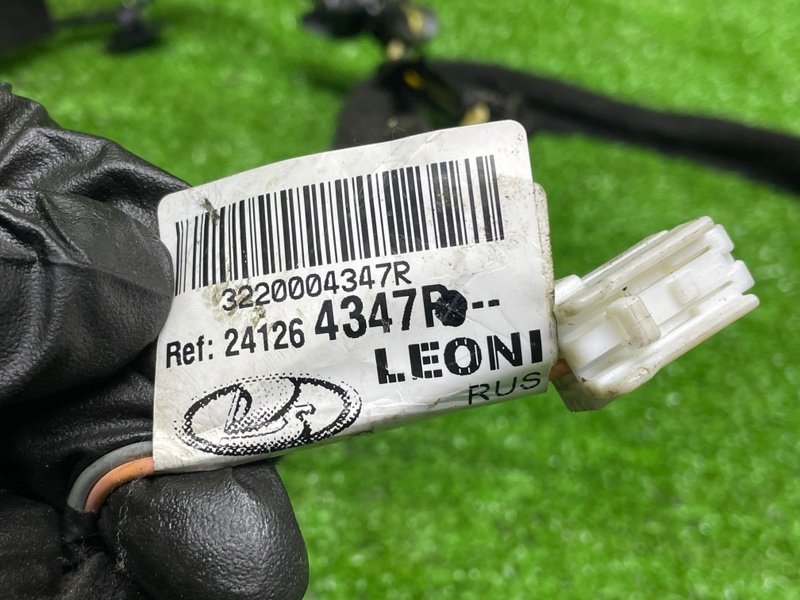 3220004347R
Ref: 24126 4347R--
LEONI
RUS